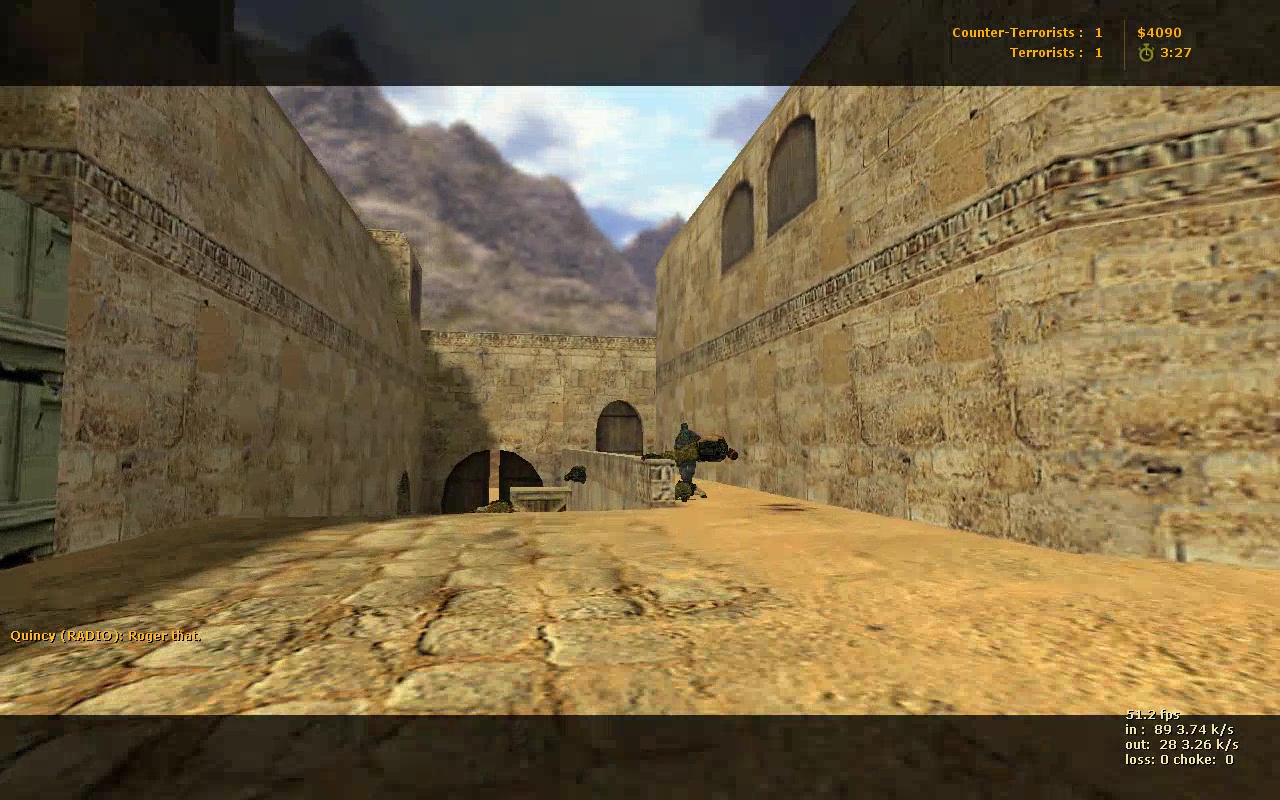 Counter-Terrorists : 1 $4090
Terrorists : 1 3:27
Quincy (RADIO): Roger that.
51.2 fps
in : 89 3.74 k/s
out: 28 3.26 k/s
loss: 0 choke: 0